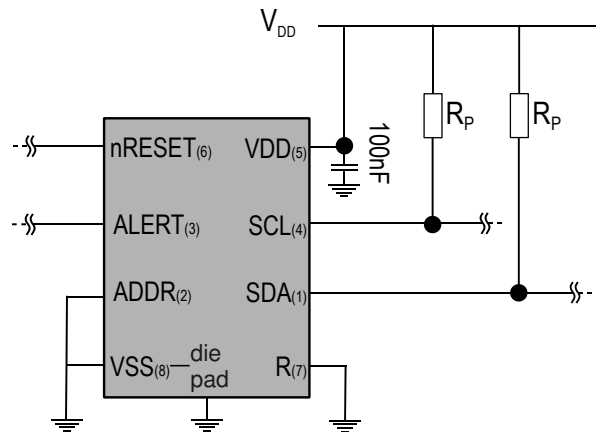 VDD
RP
RP
100nF
nRESET(6)
VDD(5)
ALERT(3)
SCL(4)
ADDR(2)
SDA(1)
VSS(8)
die
pad
R(7)